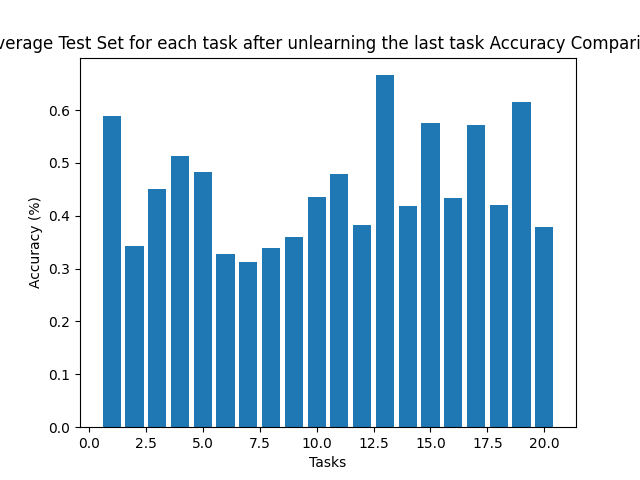 verage Test Set for each task after unlearning the last task Accuracy Compari
0.6
0.5
0.4
0.3
0.2
0.1
0.0
Accuracy (%)
0.0 2.5 5.0 7.5 10.0 12.5 15.0 17.5 20.0
Tasks